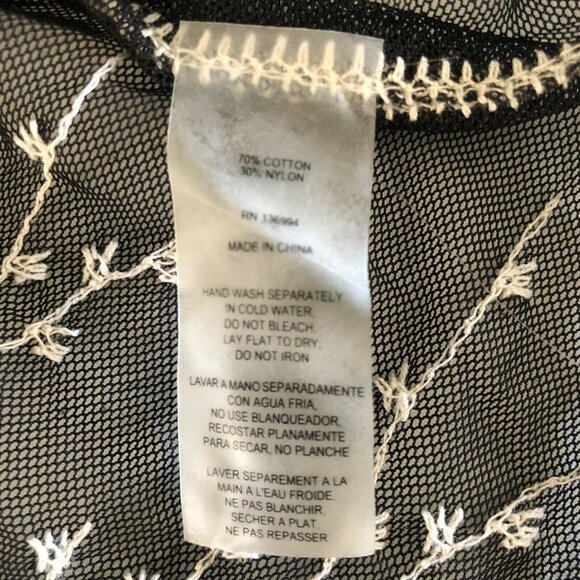 70% COTTON
30% NYLON
RN 136994
MADE IN CHINA
HAND WASH SEPARATELY
IN COLD WATER.
DO NOT BLEACH.
LAY FLAT TO DRY,
DO NOT IRON
LAVAR A MANO SEPARADAMENTE
CON AGUA FRIA,
NO USE BLANQUEADOR,
RECOSTAR PLANAMENTE
PARA SECAR, NO PLANCHE
LAVER SEPAREMENT A LA
MAIN A L'EAU FROIDE.
NE PAS BLANCHIR.
SECHER A PLAT.
NE PAS REPASSER